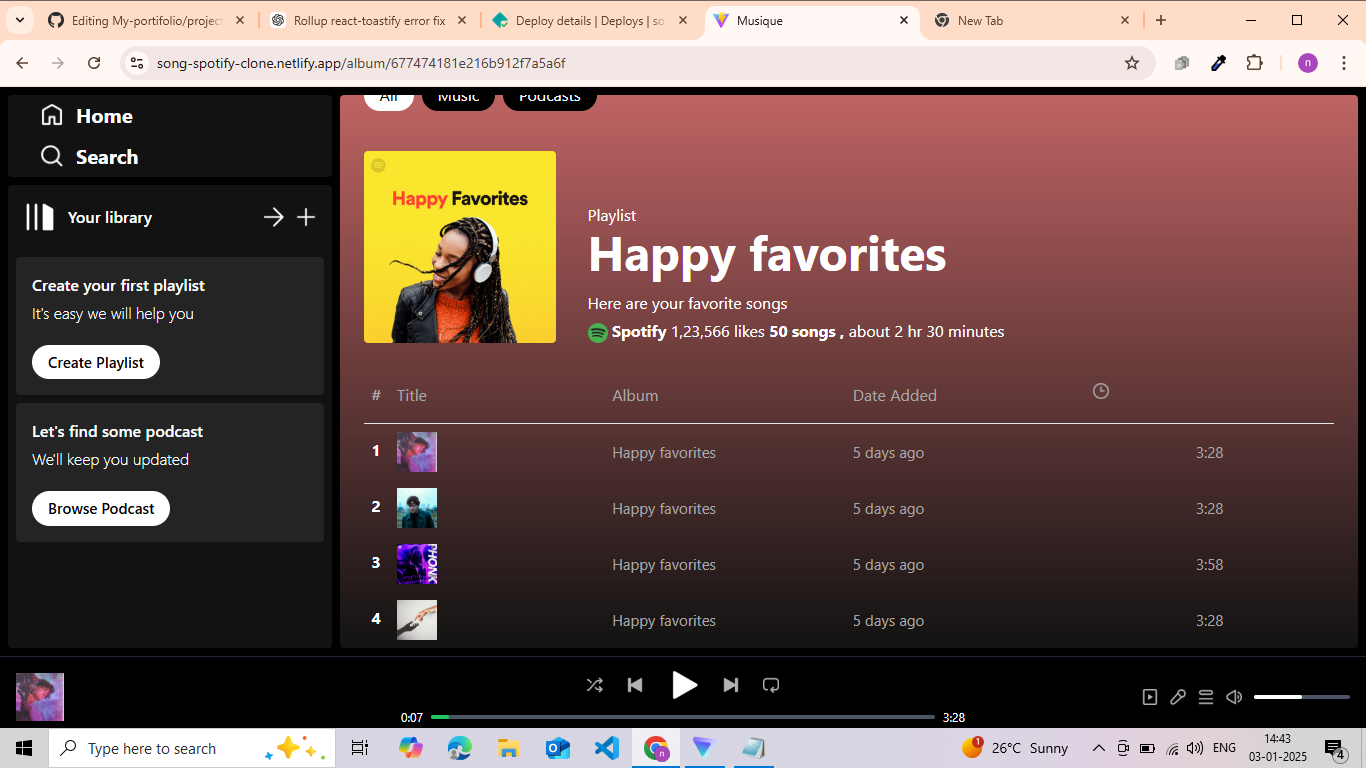 Editing My-portifolio/project
Rollup react-toastify error fix
Deploy details | Deploys | so
Musique
New Tab
song-spotify-clone.netlify.app/album/677474181e216b912f7a5a6f
n
Home
Search
Your library
Create your first playlist
It's easy we will help you
Create Playlist
Let's find some podcast
We'll keep you updated
Browse Podcast
All Music Podcasts
Happy Favorites
Playlist
Happy favorites
Here are your favorite songs
Spotify 1,23,566 likes 50 songs , about 2 hr 30 minutes
# Title Album Date Added
1 Happy favorites 5 days ago 3:28
2 Happy favorites 5 days ago 3:28
3 PHONK Happy favorites 5 days ago 3:58
4 Happy favorites 5 days ago 3:28
0:07 3:28
Type here to search
n
1
26°C Sunny
ENG
14:43
03-01-2025
4